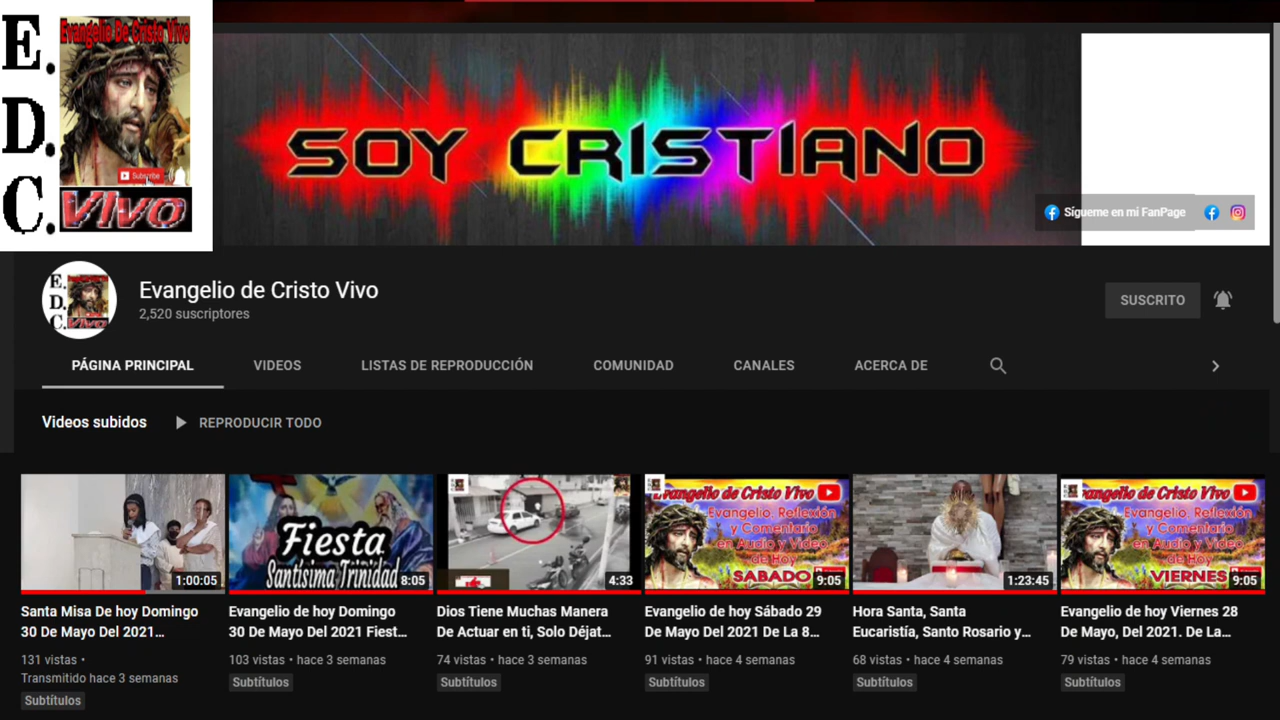 E.
D.
C.
Evangelio De Cristo Vivo
Subscribe
Vivo
SOY CRISTIANO
Sígueme en mi FanPage
E.
D.
C.
Vivo
Evangelio de Cristo Vivo
2,520 suscriptores
SUSCRITO
PÁGINA PRINCIPAL
VIDEOS
LISTAS DE REPRODUCCIÓN
COMUNIDAD
CANALES
ACERCA DE
Videos subidos
REPRODUCIR TODO
1:00:05
Fiesta
Santísima Trinidad
8:05
4:33
Evangelio de Cristo Vivo
Evangelio, Reflexión
y Comentario
en Audio y Video
de Hoy
SABADO
9:05
1:23:45
Evangelio de Cristo Vivo
Evangelio, Reflexión
y Comentario
en Audio y Video
DE Hoy
VIERNES
9:05
Santa Misa De hoy Domingo
30 De Mayo Del 2021...
131 vistas •
Transmitido hace 3 semanas
Subtítulos
Evangelio de hoy Domingo
30 De Mayo Del 2021 Fiest...
103 vistas • hace 3 semanas
Subtítulos
Dios Tiene Muchas Manera
De Actuar en ti, Solo Déjat...
74 vistas • hace 3 semanas
Subtítulos
Evangelio de hoy Sábado 29
De Mayo Del 2021 De La 8...
91 vistas • hace 4 semanas
Subtítulos
Hora Santa, Santa
Eucaristía, Santo Rosario y...
68 vistas • hace 4 semanas
Subtítulos
Evangelio de hoy Viernes 28
De Mayo, Del 2021. De La...
79 vistas • hace 4 semanas
Subtítulos